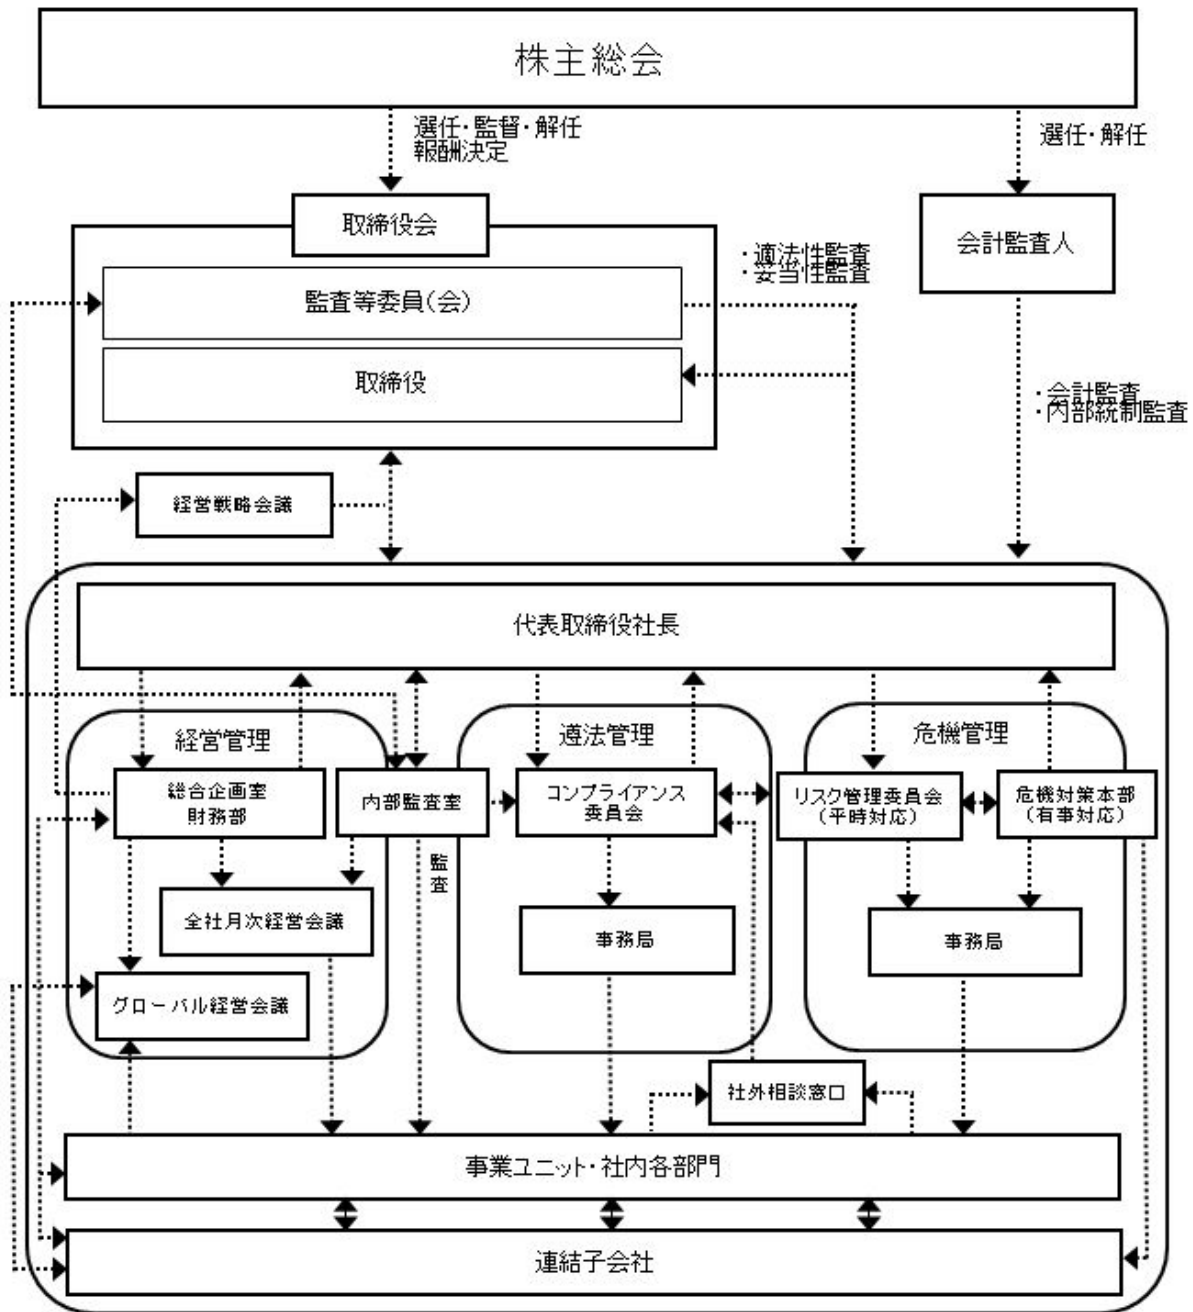 株主総会
選任・監督・解任
報酬決定
選任・解任
取締役会
会計監査人
・適法性監査
・妥当性監査
監査等委員(会)
取締役
・会計監査
・内部統制監査
経営戦略会議
代表取締役社長
経営管理
遵法管理
危機管理
総合企画室
財務部
内部監査室
コンプライアンス
委員会
リスク管理委員会
(平時対応)
危機対策本部
(有事対応)
監査
全社月次経営会議
事務局
事務局
グローバル経営会議
社外相談窓口
事業ユニット・社内各部門
連結子会社